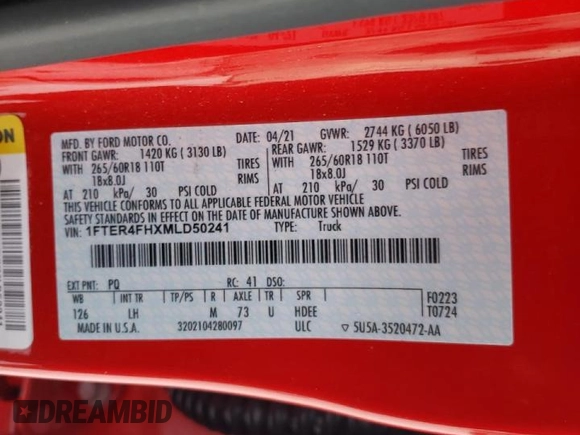 MFD. BY FORD MOTOR CO.
DATE: 04/21 GVWR: 2744 KG ( 6050 LB)
FRONT GAWR: 1420 KG ( 3130 LB) REAR GAWR: 1529 KG ( 3370 LB)
WITH 265/60R18 110T TIRES WITH 265/60R18 110T TIRES
18x8.0J RIMS 18x8.0J RIMS
AT 210 kPa/ 30 PSI COLD AT 210 kPa/ 30 PSI COLD
THIS VEHICLE CONFORMS TO ALL APPLICABLE FEDERAL MOTOR VEHICLE
SAFETY STANDARDS IN EFFECT ON THE DATE OF MANUFACTURE SHOWN ABOVE.
VIN: 1FTER4FHXMLD50241 TYPE: Truck
EXT PNT: PQ RC: 41 DSO:
WB INT TR TP/PS R AXLE TR SPR F0223
126 LH M 73 U HDEE T0724
MADE IN U.S.A. 3202104280097 ULC 5U5A-3520472-AA
DREAMBID